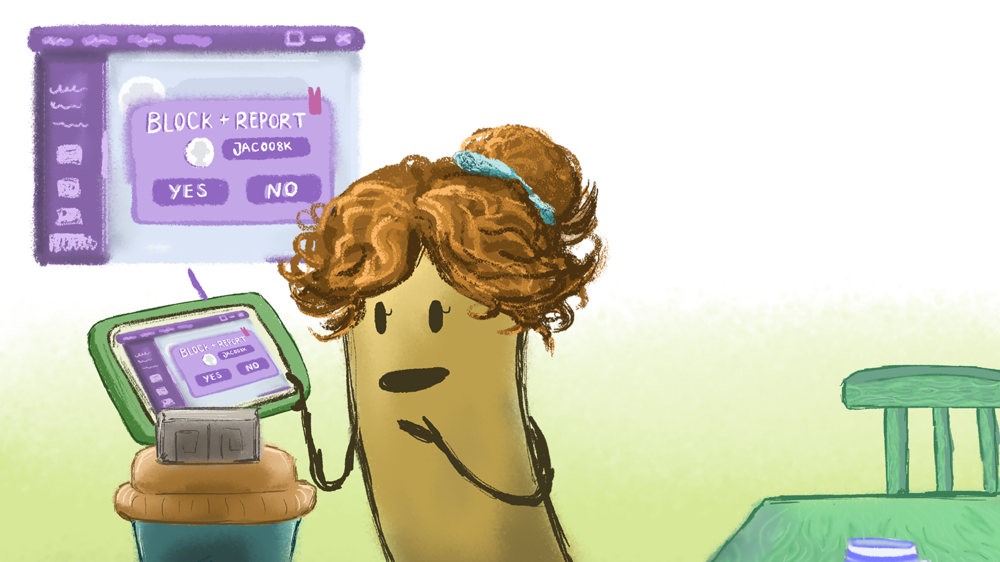 BLOCK + REPORT
JACOO8K
YES NO
BLOCK + REPORT
JACOO8K
YES NO